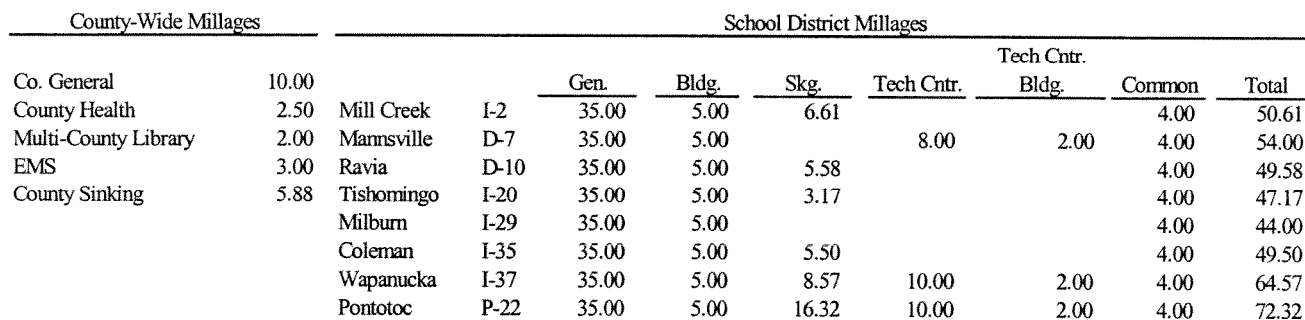 County-Wide Millages School District Millages
Tech Cntr.
Co. General 10.00 Gen. Bldg. Skg. Tech Cntr. Bldg. Common Total
County Health 2.50 Mill Creek I-2 35.00 5.00 6.61 4.00 50.61
Multi-County Library 2.00 Mannsville D-7 35.00 5.00 8.00 2.00 4.00 54.00
EMS 3.00 Ravia D-10 35.00 5.00 5.58 4.00 49.58
County Sinking 5.88 Tishomingo I-20 35.00 5.00 3.17 4.00 47.17
Milburn I-29 35.00 5.00 4.00 44.00
Coleman I-35 35.00 5.00 5.50 4.00 49.50
Wapanucka I-37 35.00 5.00 8.57 10.00 2.00 4.00 64.57
Pontotoc P-22 35.00 5.00 16.32 10.00 2.00 4.00 72.32